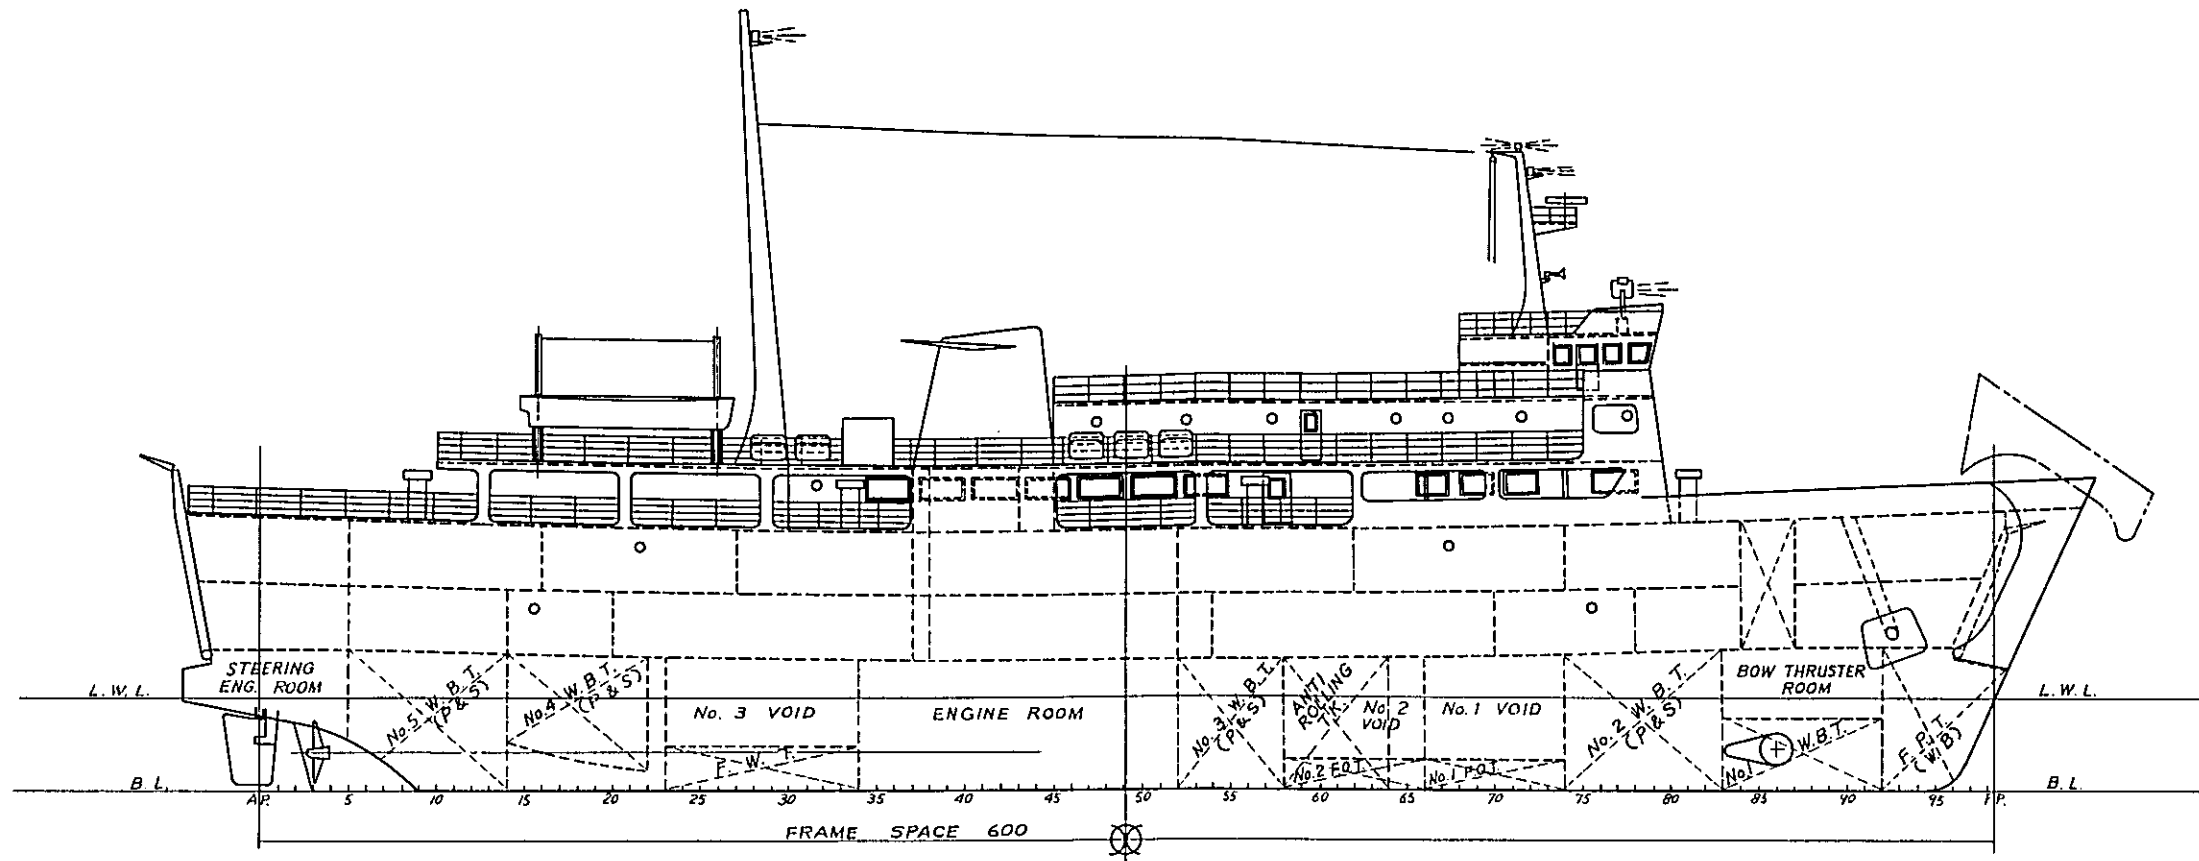 STEERING
ENG. ROOM
No. 5 W. B. T.
(P & S)
No. 4 W. B. T.
(P & S)
No. 3 VOID
F. W. T.
ENGINE ROOM
No. 3 W. B. T.
(P & S)
ANTI
ROLLING
TK.
No. 2
VOID
No. 1 VOID
No. 2 F.O.T.
No. 1 F.O.T.
No. 2 W. B. T.
(P & S)
BOW THRUSTER
ROOM
No. 1 W.B.T.
F. P. T.
(W. B)
L. W. L.
L. W. L.
B. L.
B. L.
A.P. 5 10 15 20 25 30 35 40 45 50 55 60 65 70 75 80 85 90 95 F.P.
FRAME SPACE 600